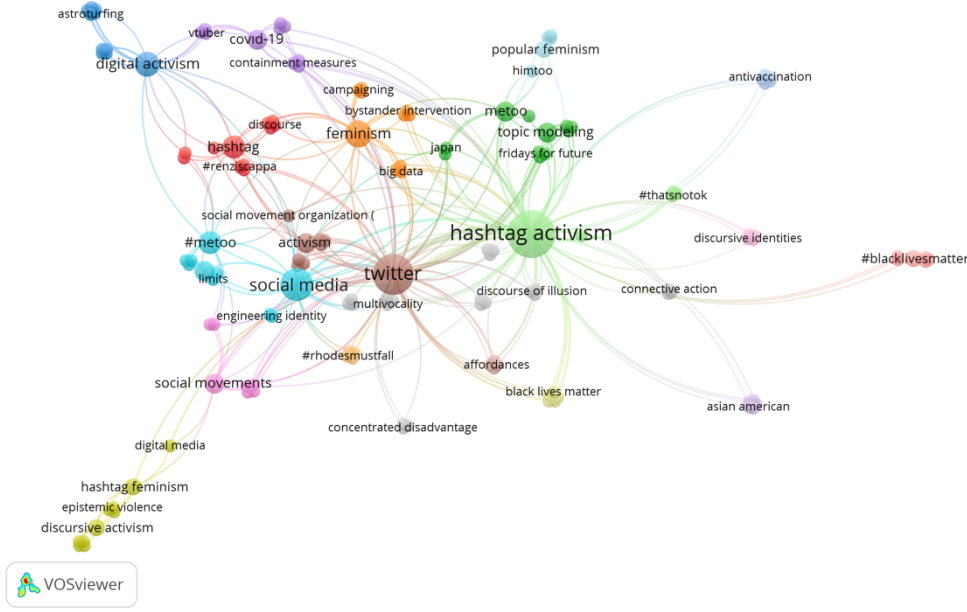 astroturfing
vtuber
covid-19
digital activism
containment measures
popular feminism
himtoo
antivaccination
campaigning
bystander intervention
metoo
discourse
feminism
topic modeling
hashtag
japan
fridays for future
#renziscappa
big data
#thatsnotok
social movement organization (
hashtag activism
#metoo
activism
discursive identities
#blacklivesmatter
limits
social media
twitter
discourse of illusion
connective action
multivocality
engineering identity
#rhodesmustfall
affordances
social movements
black lives matter
asian american
concentrated disadvantage
digital media
hashtag feminism
epistemic violence
discursive activism
VOSviewer